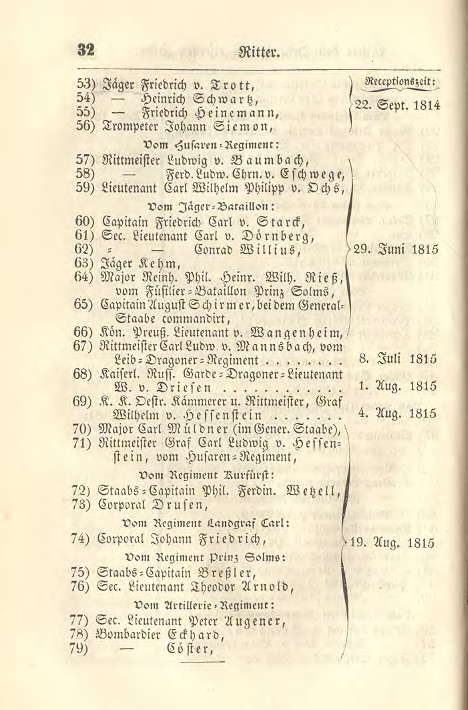 32
Ritter.
Receptionszeit:
53) Jäger Friedrich v. Trott,
54) — Heinrich Schwartz,
55) — Friedrich Heinemann,
56) Trompeter Johann Siemon,
22. Sept. 1814
Vom Husaren=Regiment:
57) Rittmeister Ludwig v. Baumbach,
58) — Ferd. Ludw. Chrn. v. Eschwege,
59) Lieutenant Carl Wilhelm Philipp v. Ochs,
Vom Jäger=Bataillon:
60) Capitain Friedrich Carl v. Starck,
61) Sec. Lieutenant Carl v. Dörnberg,
62) = — Conrad Willius,
29. Juni 1815
63) Jäger Kehm,
64) Major Reinh. Phil. Heinr. Wilh. Rieß,
vom Füsilier=Bataillon Prinz Solms,
65) Capitain August Schirmer, bei dem General=
Staabe commandirt,
66) Kön. Preuß. Lieutenant v. Wangenheim,
67) Rittmeister Carl Ludw. v. Mannsbach, vom
Leib=Dragoner=Regiment . . . . . . . . 8. Juli 1815
68) Kaiserl. Russ. Garde=Dragoner=Lieutenant
W. v. Driesen . . . . . . . . . . . 1. Aug. 1815
69) K. K. Oestr. Kämmerer u. Rittmeister, Graf
Wilhelm v. Hessenstein . . . . . . . 4. Aug. 1815
70) Major Carl Müldner (im Gener. Staabe),
71) Rittmeister Graf Carl Ludwig v. Hessen=
stein, vom Husaren=Regiment,
Vom Regiment Kurfürst:
72) Staabs=Capitain Phil. Ferdin. Wetzell,
73) Corporal Drusen,
Vom Regiment Landgraf Carl:
74) Corporal Johann Friedrich,
19. Aug. 1815
Vom Regiment Prinz Solms:
75) Staabs=Capitain Breßler,
76) Sec. Lieutenant Theodor Arnold,
Vom Artillerie=Regiment:
77) Sec. Lieutenant Peter Augener,
78) Bombardier Eckhard,
79) — Cöster,